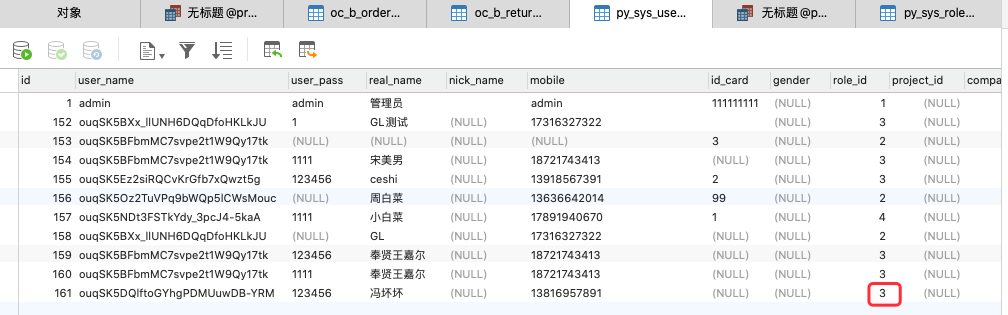 对象 无标题 @pr... oc_b_order... oc_b_retur... py_sys_use... 无标题 @p... py_sys_role...
id user_name user_pass real_name nick_name mobile id_card gender role_id project_id compa
1 admin admin 管理员 admin 111111111 (NULL) 1 (NULL)
152 ouqSK5BXx_lIUNH6DQqDfoHKLkJU 1 GL测试 (NULL) 17316327322 (NULL) 3 (NULL)
153 ouqSK5BFbmMC7svpe2t1W9Qy17tk (NULL) (NULL) (NULL) (NULL) 3 (NULL) 2 (NULL)
154 ouqSK5BFbmMC7svpe2t1W9Qy17tk 1111 宋美男 (NULL) 18721743413 (NULL) (NULL) 3 (NULL)
155 ouqSK5Ez2siRQCvKrGfb7xQwzt5g 123456 ceshi (NULL) 13918567391 2 (NULL) 3 (NULL)
156 ouqSK5Oz2TuVPq9bWQp5ICWsMouc (NULL) 周白菜 (NULL) 13636642014 99 (NULL) 2 (NULL)
157 ouqSK5NDt3FSTkYdy_3pcJ4-5kaA 1111 小白菜 (NULL) 17891940670 1 (NULL) 4 (NULL)
158 ouqSK5BXx_lIUNH6DQqDfoHKLkJU (NULL) GL (NULL) 17316327322 (NULL) (NULL) 2 (NULL)
159 ouqSK5BFbmMC7svpe2t1W9Qy17tk 123456 奉贤王嘉尔 (NULL) 18721743413 (NULL) (NULL) 3 (NULL)
160 ouqSK5BFbmMC7svpe2t1W9Qy17tk 1111 奉贤王嘉尔 (NULL) 18721743413 (NULL) (NULL) 3 (NULL)
161 ouqSK5DQlftoGYhgPDMUuwDB-YRM 123456 冯坏坏 (NULL) 13816957891 (NULL) (NULL) 3 (NULL)